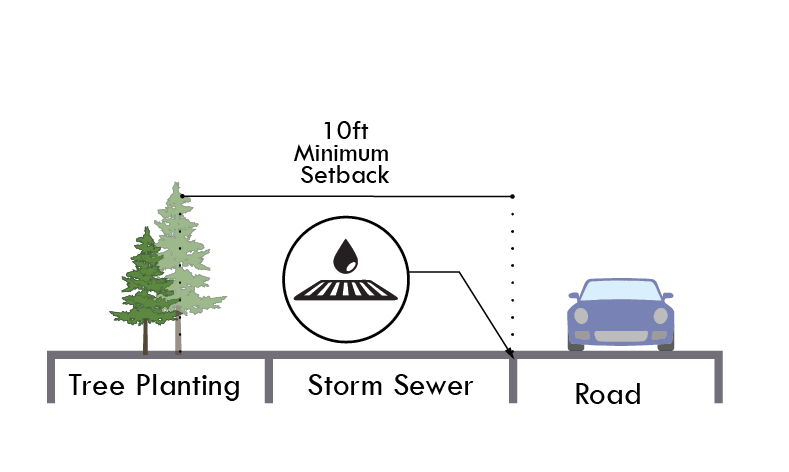 10ft
Minimum
Setback
Tree Planting
Storm Sewer
Road